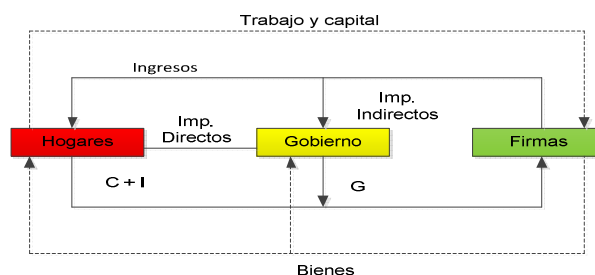 Trabajo y capital
Ingresos
Imp.
Indirectos
Imp.
Directos
Hogares
Gobierno
Firmas
C + I
G
Bienes